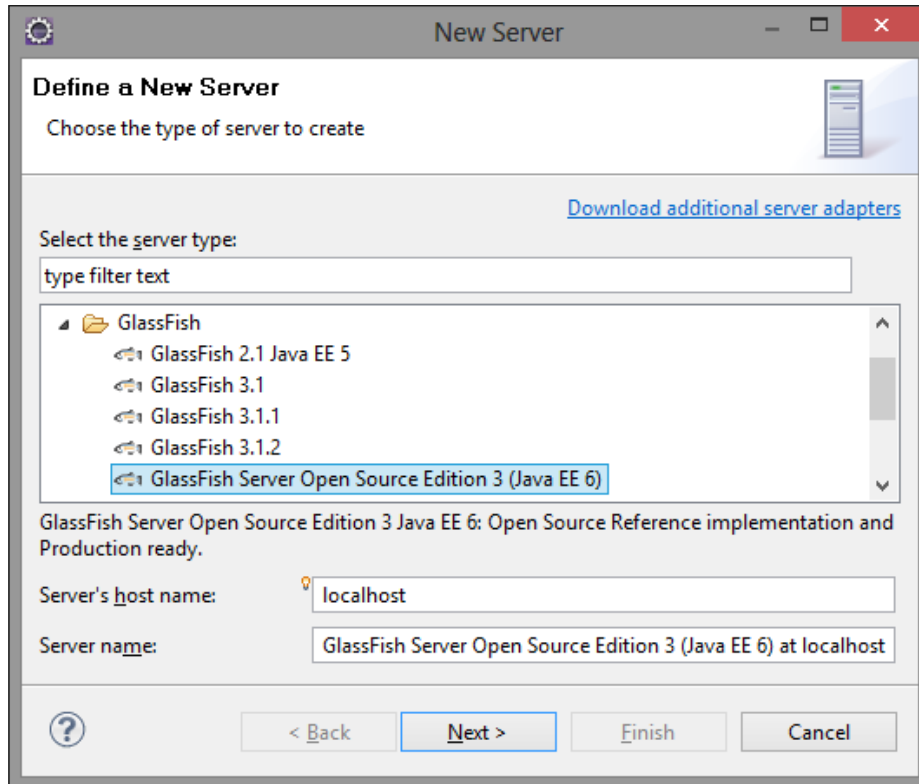 New Server
Define a New Server
Choose the type of server to create
Download additional server adapters
Select the server type:
type filter text
GlassFish
GlassFish 2.1 Java EE 5
GlassFish 3.1
GlassFish 3.1.1
GlassFish 3.1.2
GlassFish Server Open Source Edition 3 (Java EE 6)
GlassFish Server Open Source Edition 3 Java EE 6: Open Source Reference implementation and
Production ready.
Server's host name: localhost
Server name: GlassFish Server Open Source Edition 3 (Java EE 6) at localhost
? < Back Next > Finish Cancel